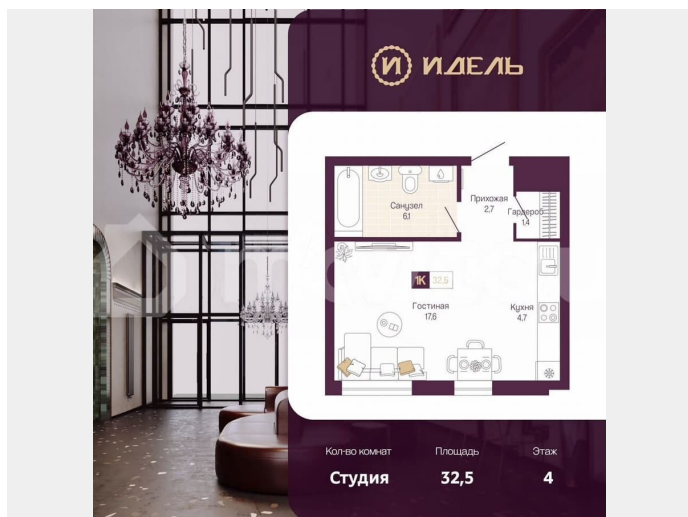 И ИДЕЛЬ
Санузел
6,1
Прихожая
2,7
Гардероб
1,4
1К 32,5
Гостиная
17,6
Кухня
4,7
Кол-во комнат Площадь Этаж
Студия 32,5 4